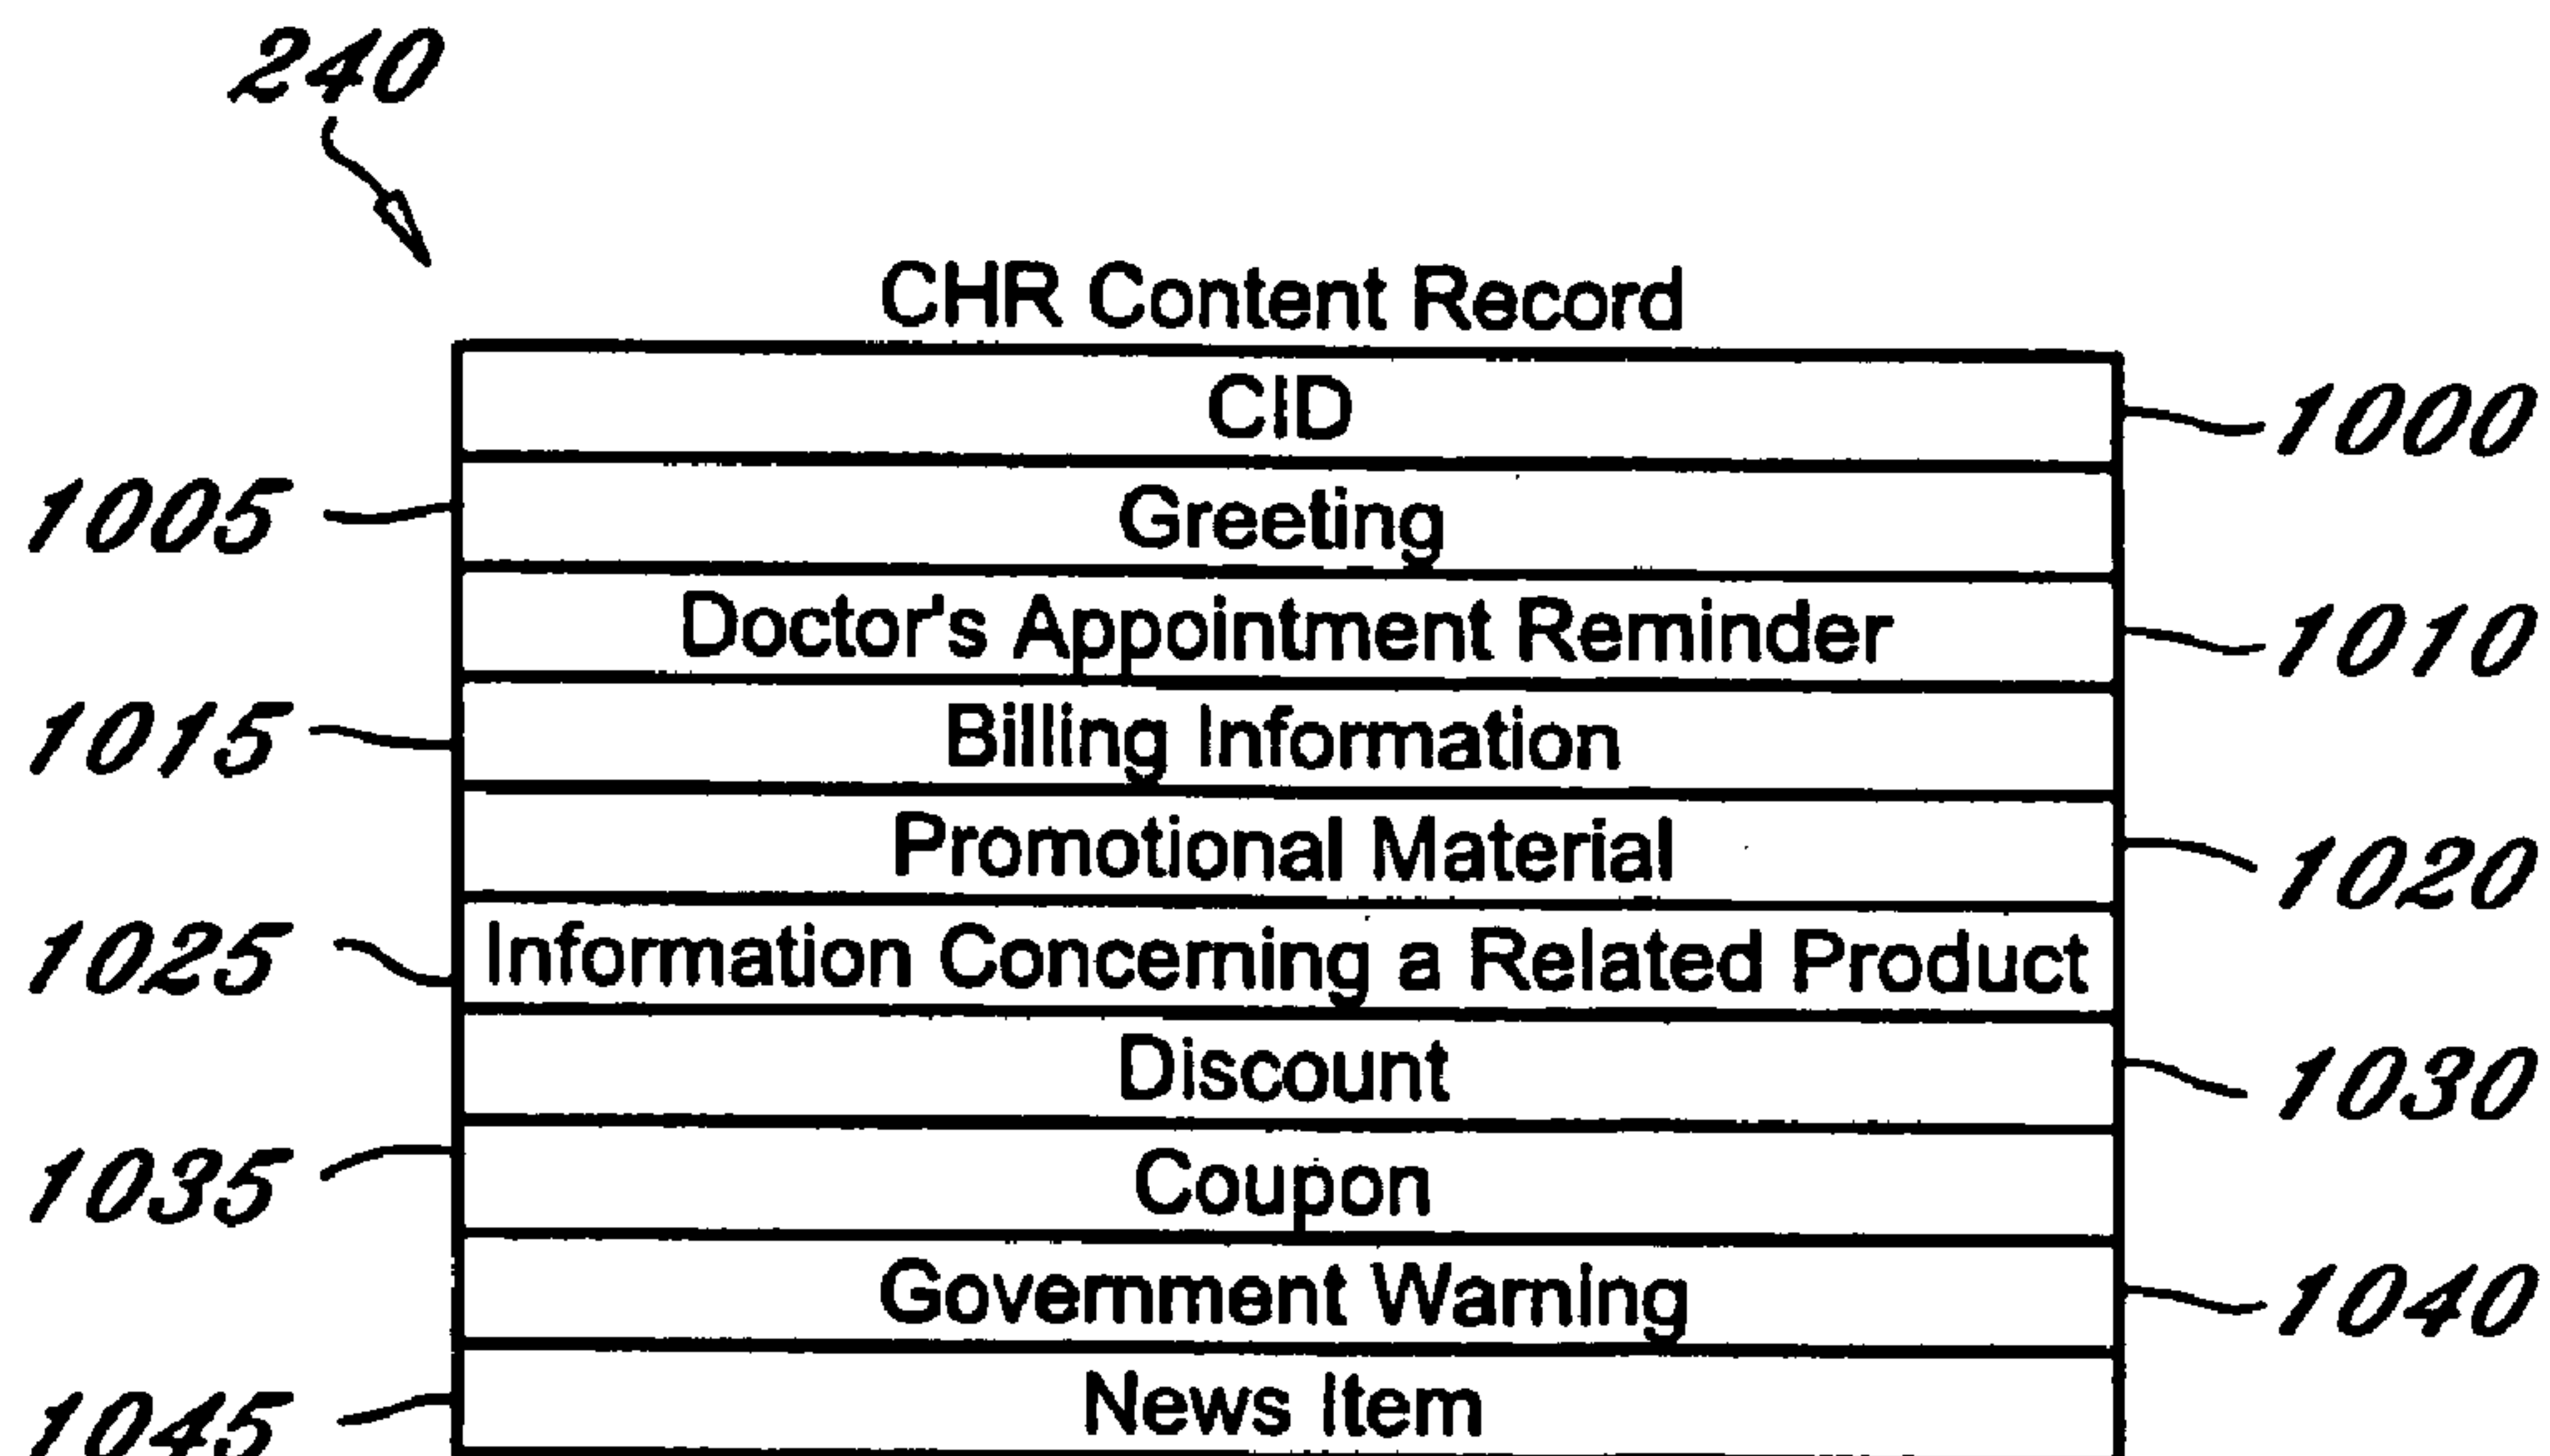 240
CHR Content Record
CID 1000
1005 Greeting
Doctor's Appointment Reminder 1010
1015 Billing Information
Promotional Material 1020
1025 Information Concerning a Related Product
Discount 1030
1035 Coupon
Government Warning 1040
1045 News Item